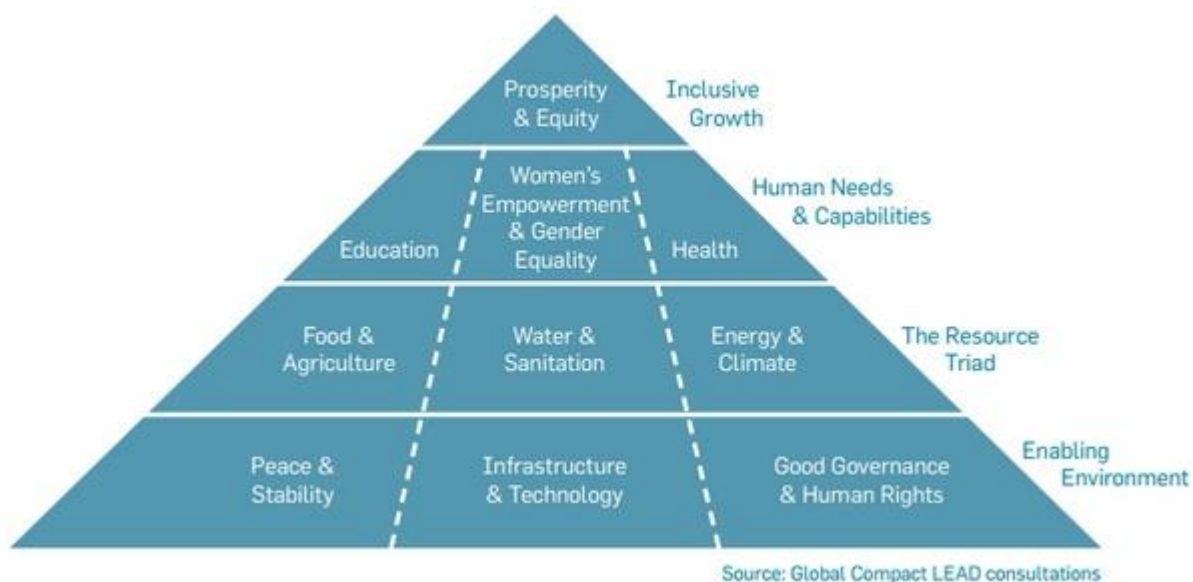 Prosperity
& Equity
Inclusive
Growth
Women's
Empowerment
& Gender
Equality
Education
Health
Human Needs
& Capabilities
Food &
Agriculture
Water &
Sanitation
Energy &
Climate
The Resource
Triad
Peace &
Stability
Infrastructure
& Technology
Good Governance
& Human Rights
Enabling
Environment
Source: Global Compact LEAD consultations